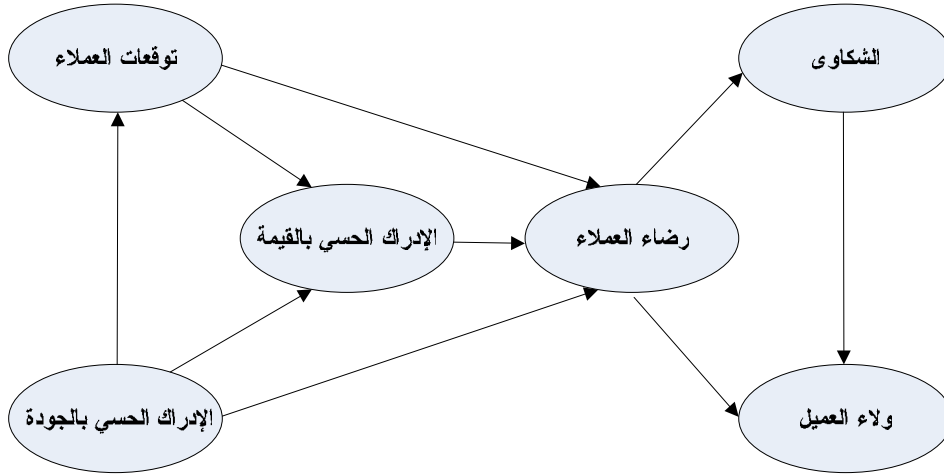 توقعات العملاء
الشكاوى
الإدراك الحسي بالقيمة
رضاء العملاء
الإدراك الحسي بالجودة
ولاء العميل